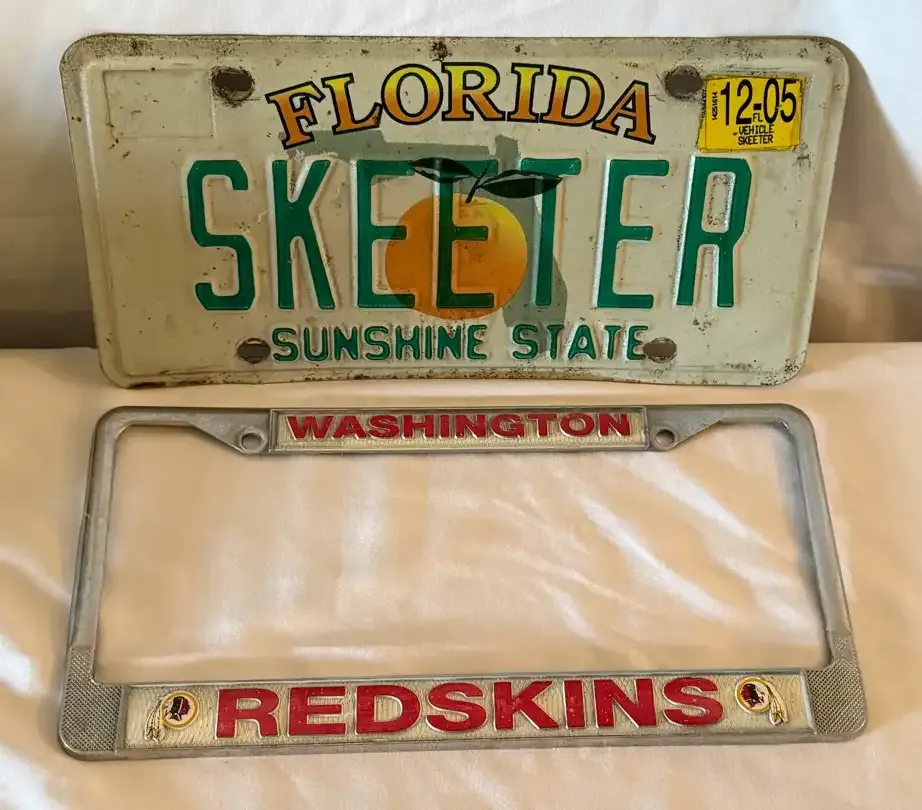 FLORIDA
12-05
FL
VEHICLE
SKEETER
SKEETER
SUNSHINE STATE
WASHINGTON
REDSKINS